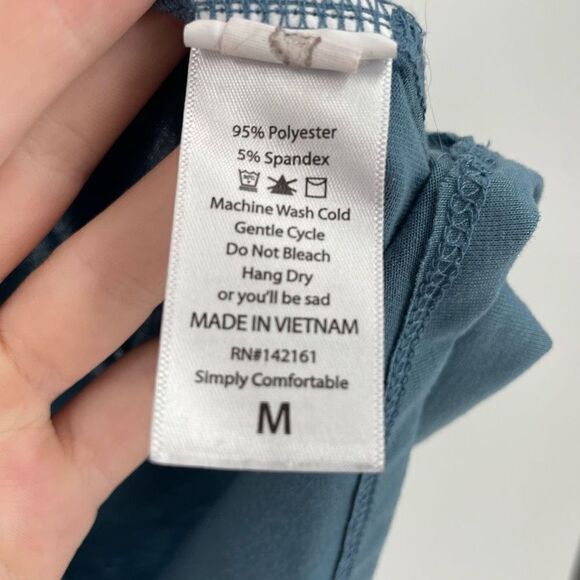 95% Polyester
5% Spandex
Machine Wash Cold
Gentle Cycle
Do Not Bleach
Hang Dry
or you'll be sad
MADE IN VIETNAM
RN#142161
Simply Comfortable
M